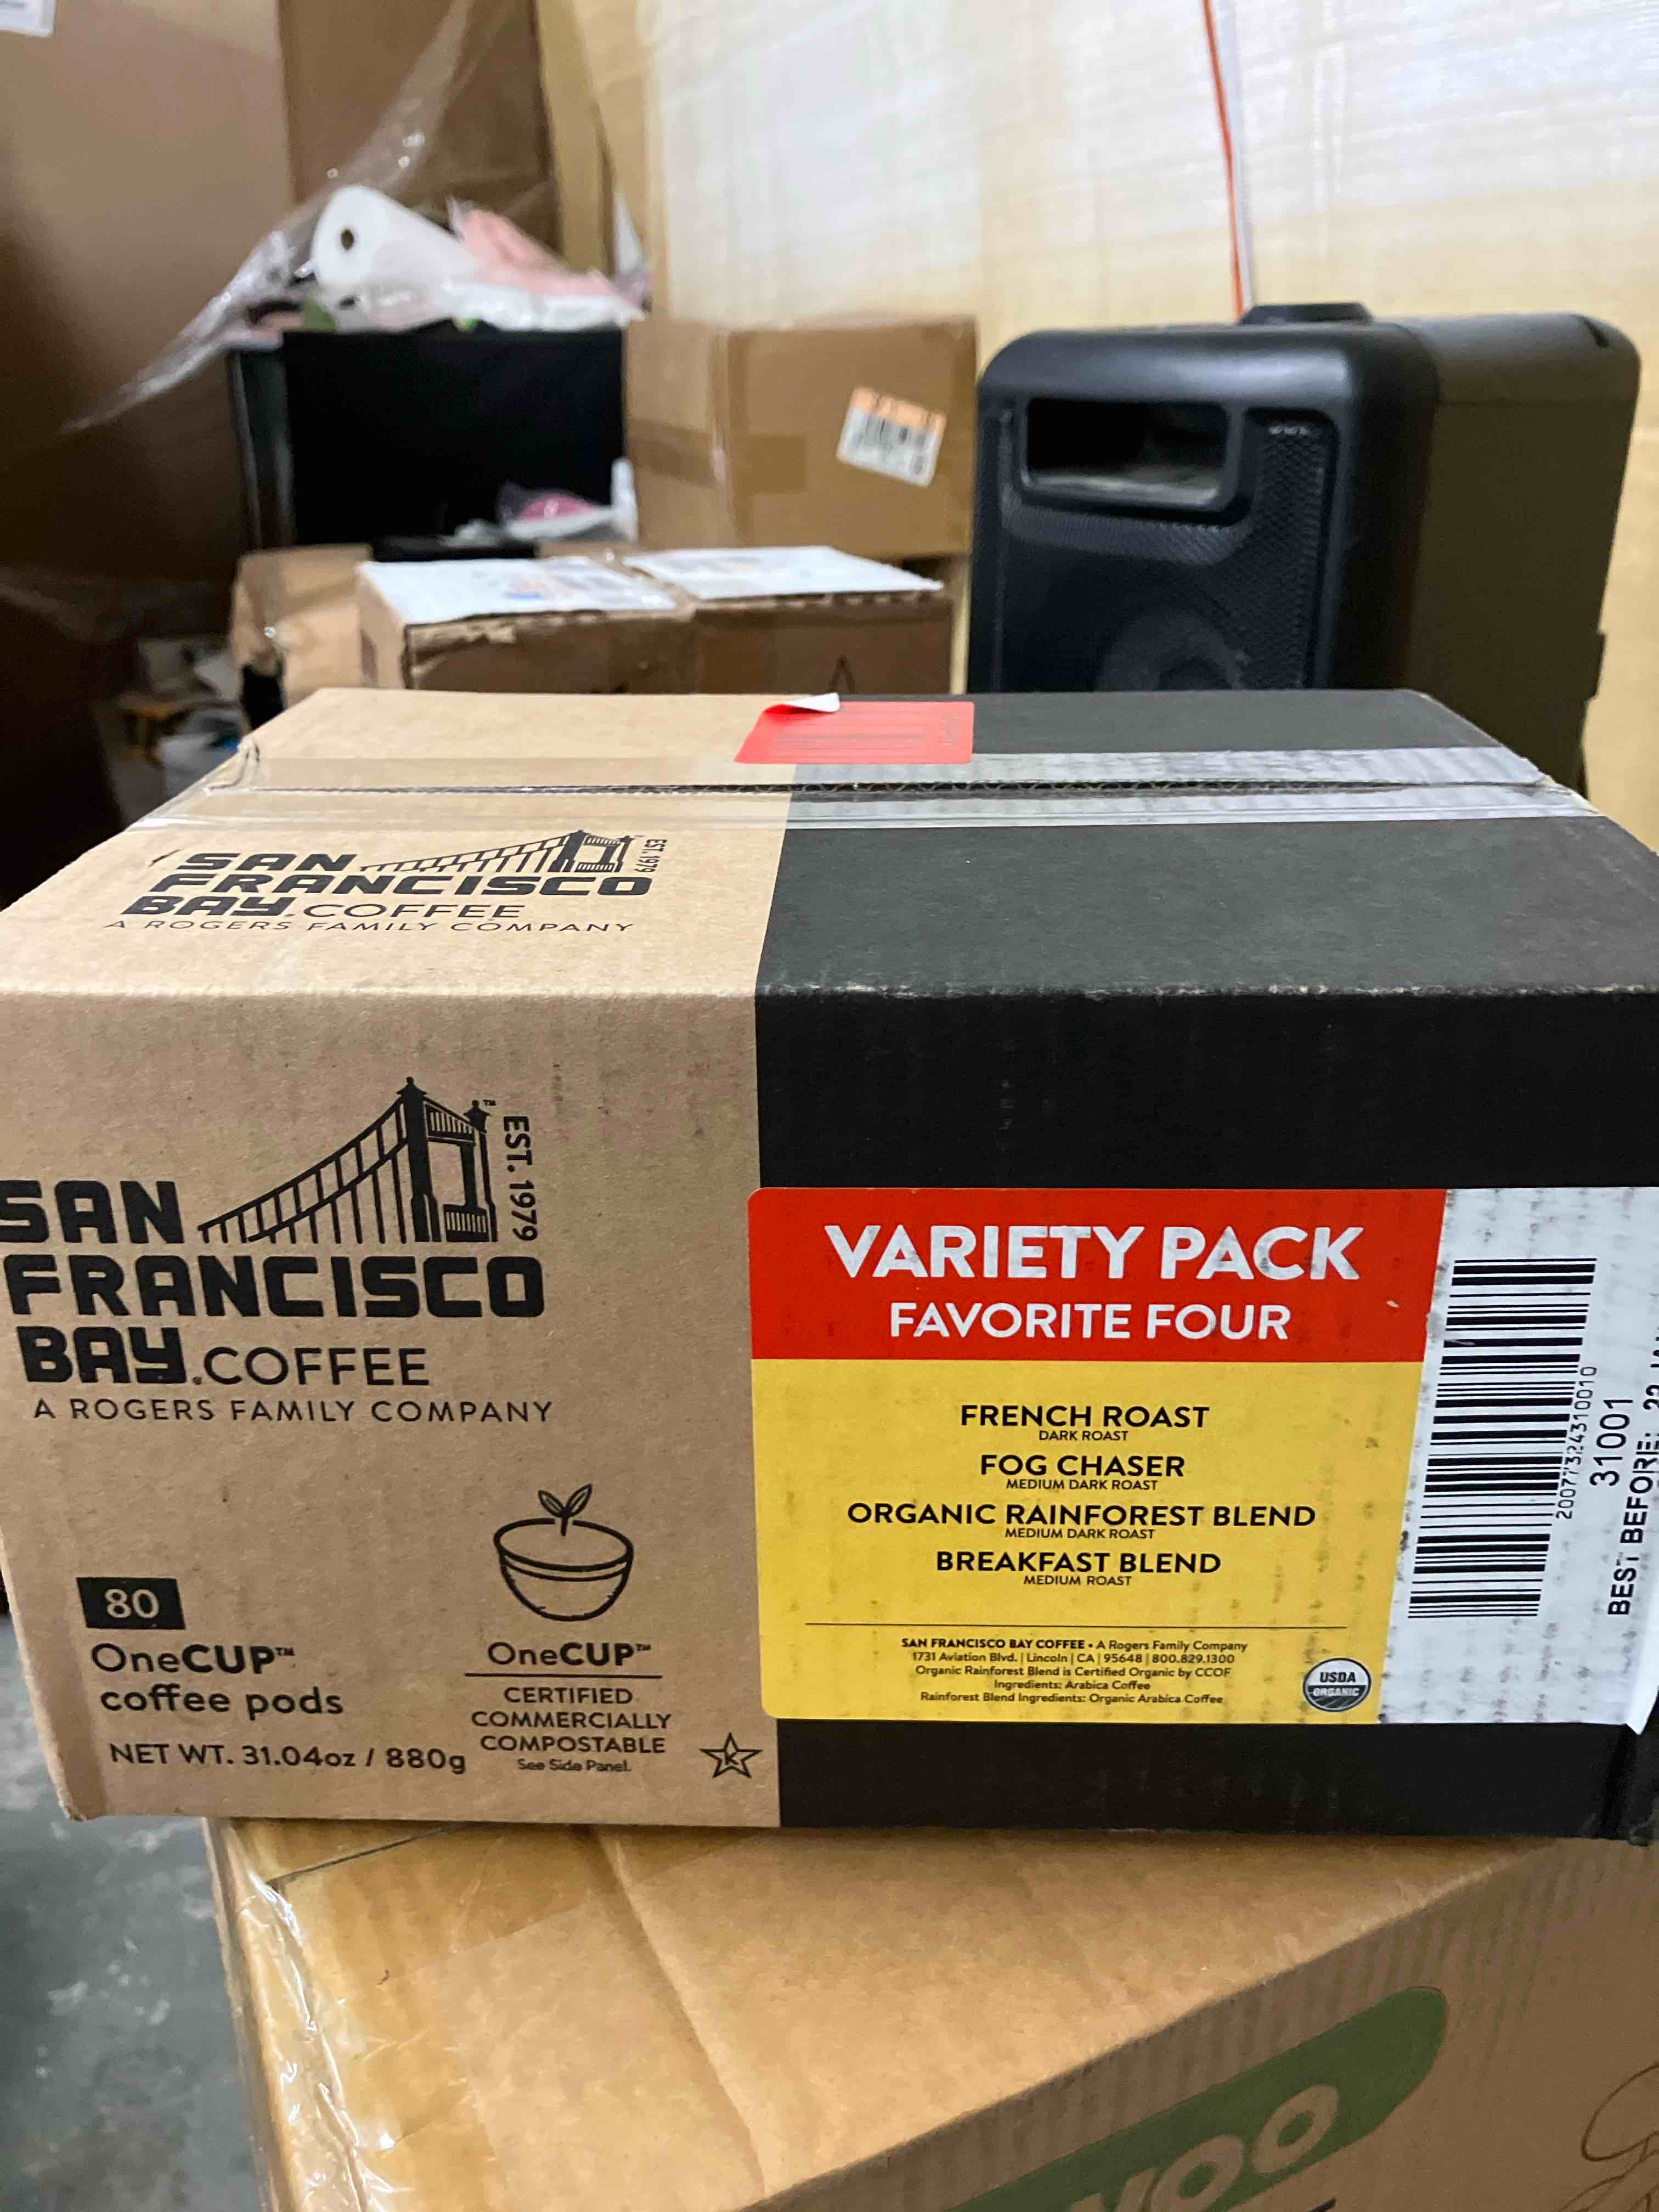 SAN
FRANCISCO
BAY.COFFEE
A ROGERS FAMILY COMPANY
EST. 1979
SAN
FRANCISCO
BAY.COFFEE
A ROGERS FAMILY COMPANY
EST. 1979
™
80
OneCUP™
coffee pods
NET WT. 31.04oz / 880g
OneCUP™
CERTIFIED
COMMERCIALLY
COMPOSTABLE
See Side Panel.
K
VARIETY PACK
FAVORITE FOUR
FRENCH ROAST
DARK ROAST
FOG CHASER
MEDIUM DARK ROAST
ORGANIC RAINFOREST BLEND
MEDIUM DARK ROAST
BREAKFAST BLEND
MEDIUM ROAST
SAN FRANCISCO BAY COFFEE • A Rogers Family Company
1731 Aviation Blvd. | Lincoln | CA | 95648 | 800.829.1300
Organic Rainforest Blend is Certified Organic by CCOF
Ingredients: Arabica Coffee
Rainforest Blend Ingredients: Organic Arabica Coffee
USDA
ORGANIC
20077324310010
31001
BEST BEFORE: